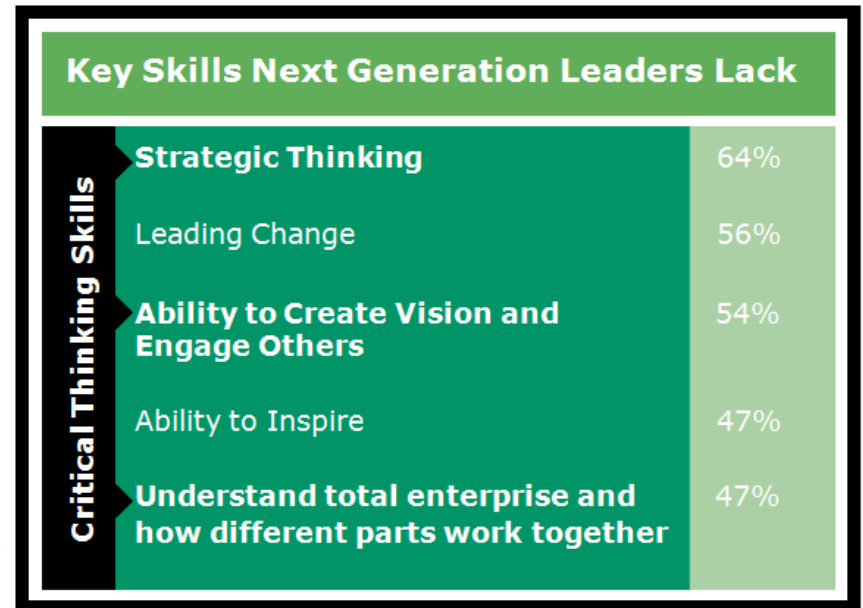 Key Skills Next Generation Leaders Lack
Critical Thinking Skills
Strategic Thinking 64%
Leading Change 56%
Ability to Create Vision and 54%
Engage Others
Ability to Inspire 47%
Understand total enterprise and 47%
how different parts work together